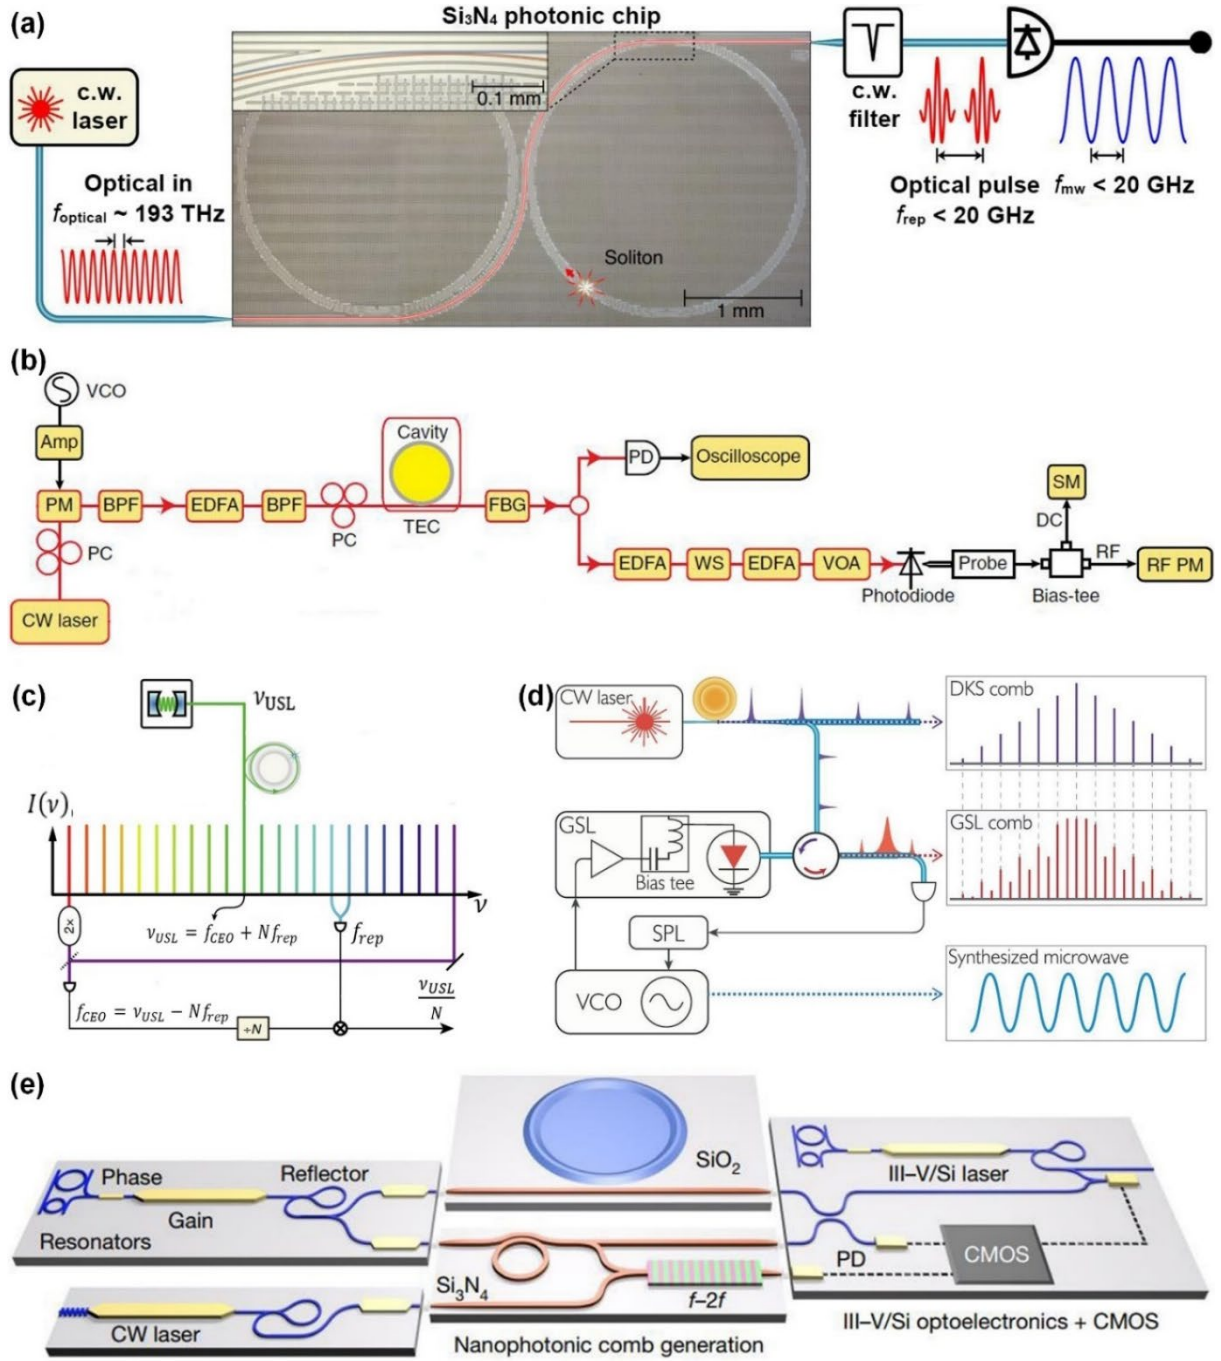 (a)
Si₃N₄ photonic chip
c.w.
laser
0.1 mm
c.w.
filter
Optical in
f_optical ~ 193 THz
Soliton
1 mm
Optical pulse
f_rep < 20 GHz
f_mw < 20 GHz
(b)
VCO
Amp
Cavity
PD
Oscilloscope
SM
PM
BPF
EDFA
BPF
FBG
TEC
DC
PC
PC
EDFA
WS
EDFA
VOA
Probe
RF
RF PM
Photodiode
Bias-tee
CW laser
(c)
ν_USL
I(ν)
ν
2×
ν_USL = f_CEO + Nf_rep
f_rep
f_CEO = ν_USL − Nf_rep
÷N
ν_USL
N
(d)
CW laser
DKS comb
GSL
Bias tee
GSL comb
SPL
VCO
Synthesized microwave
(e)
Phase
Reflector
Gain
Resonators
CW laser
SiO₂
Si₃N₄
f–2f
Nanophotonic comb generation
III–V/Si laser
PD
CMOS
III–V/Si optoelectronics + CMOS